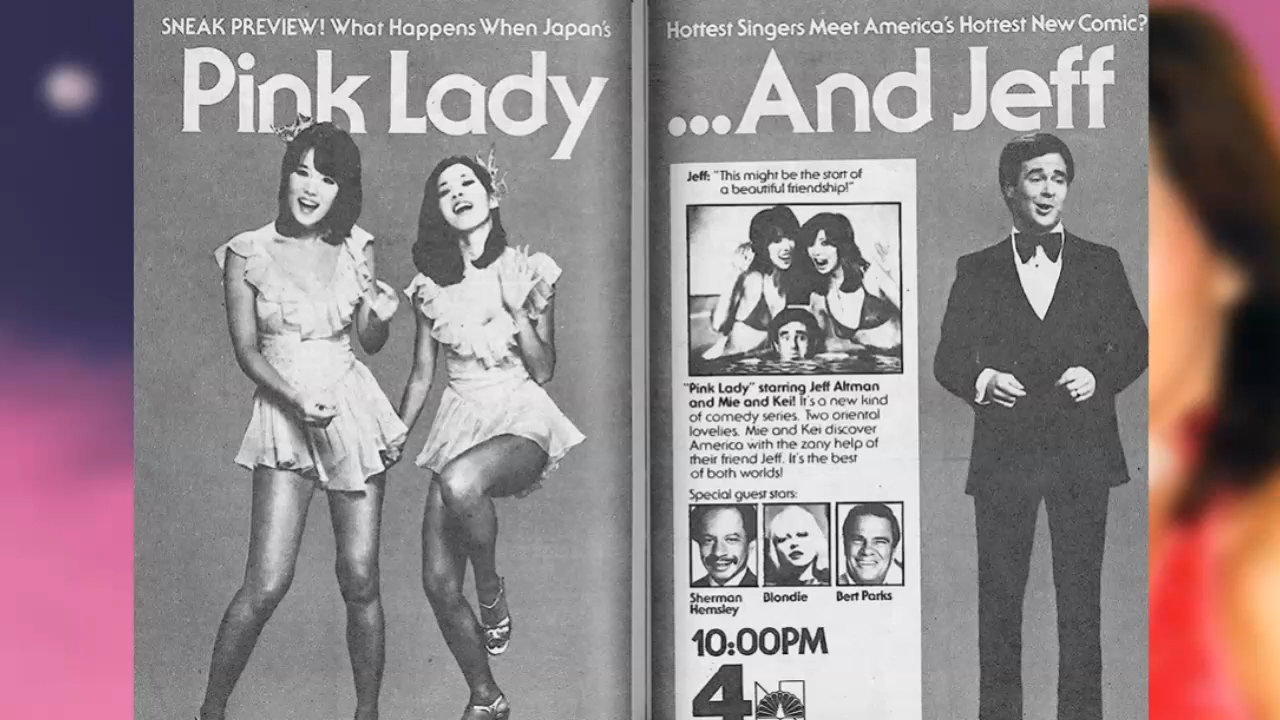 SNEAK PREVIEW! What Happens When Japan's
Pink Lady
Hottest Singers Meet America's Hottest New Comic?
...And Jeff
Jeff: "This might be the start of
a beautiful friendship!"
"Pink Lady" starring Jeff Altman
and Mie and Kei! It's a new kind
of comedy series. Two oriental
lovelies, Mie and Kei discover
America with the zany help of
their friend Jeff. It's the best
of both worlds!
Special guest stars:
Sherman
Hemsley
Blondie
Bert Parks
10:00PM
4